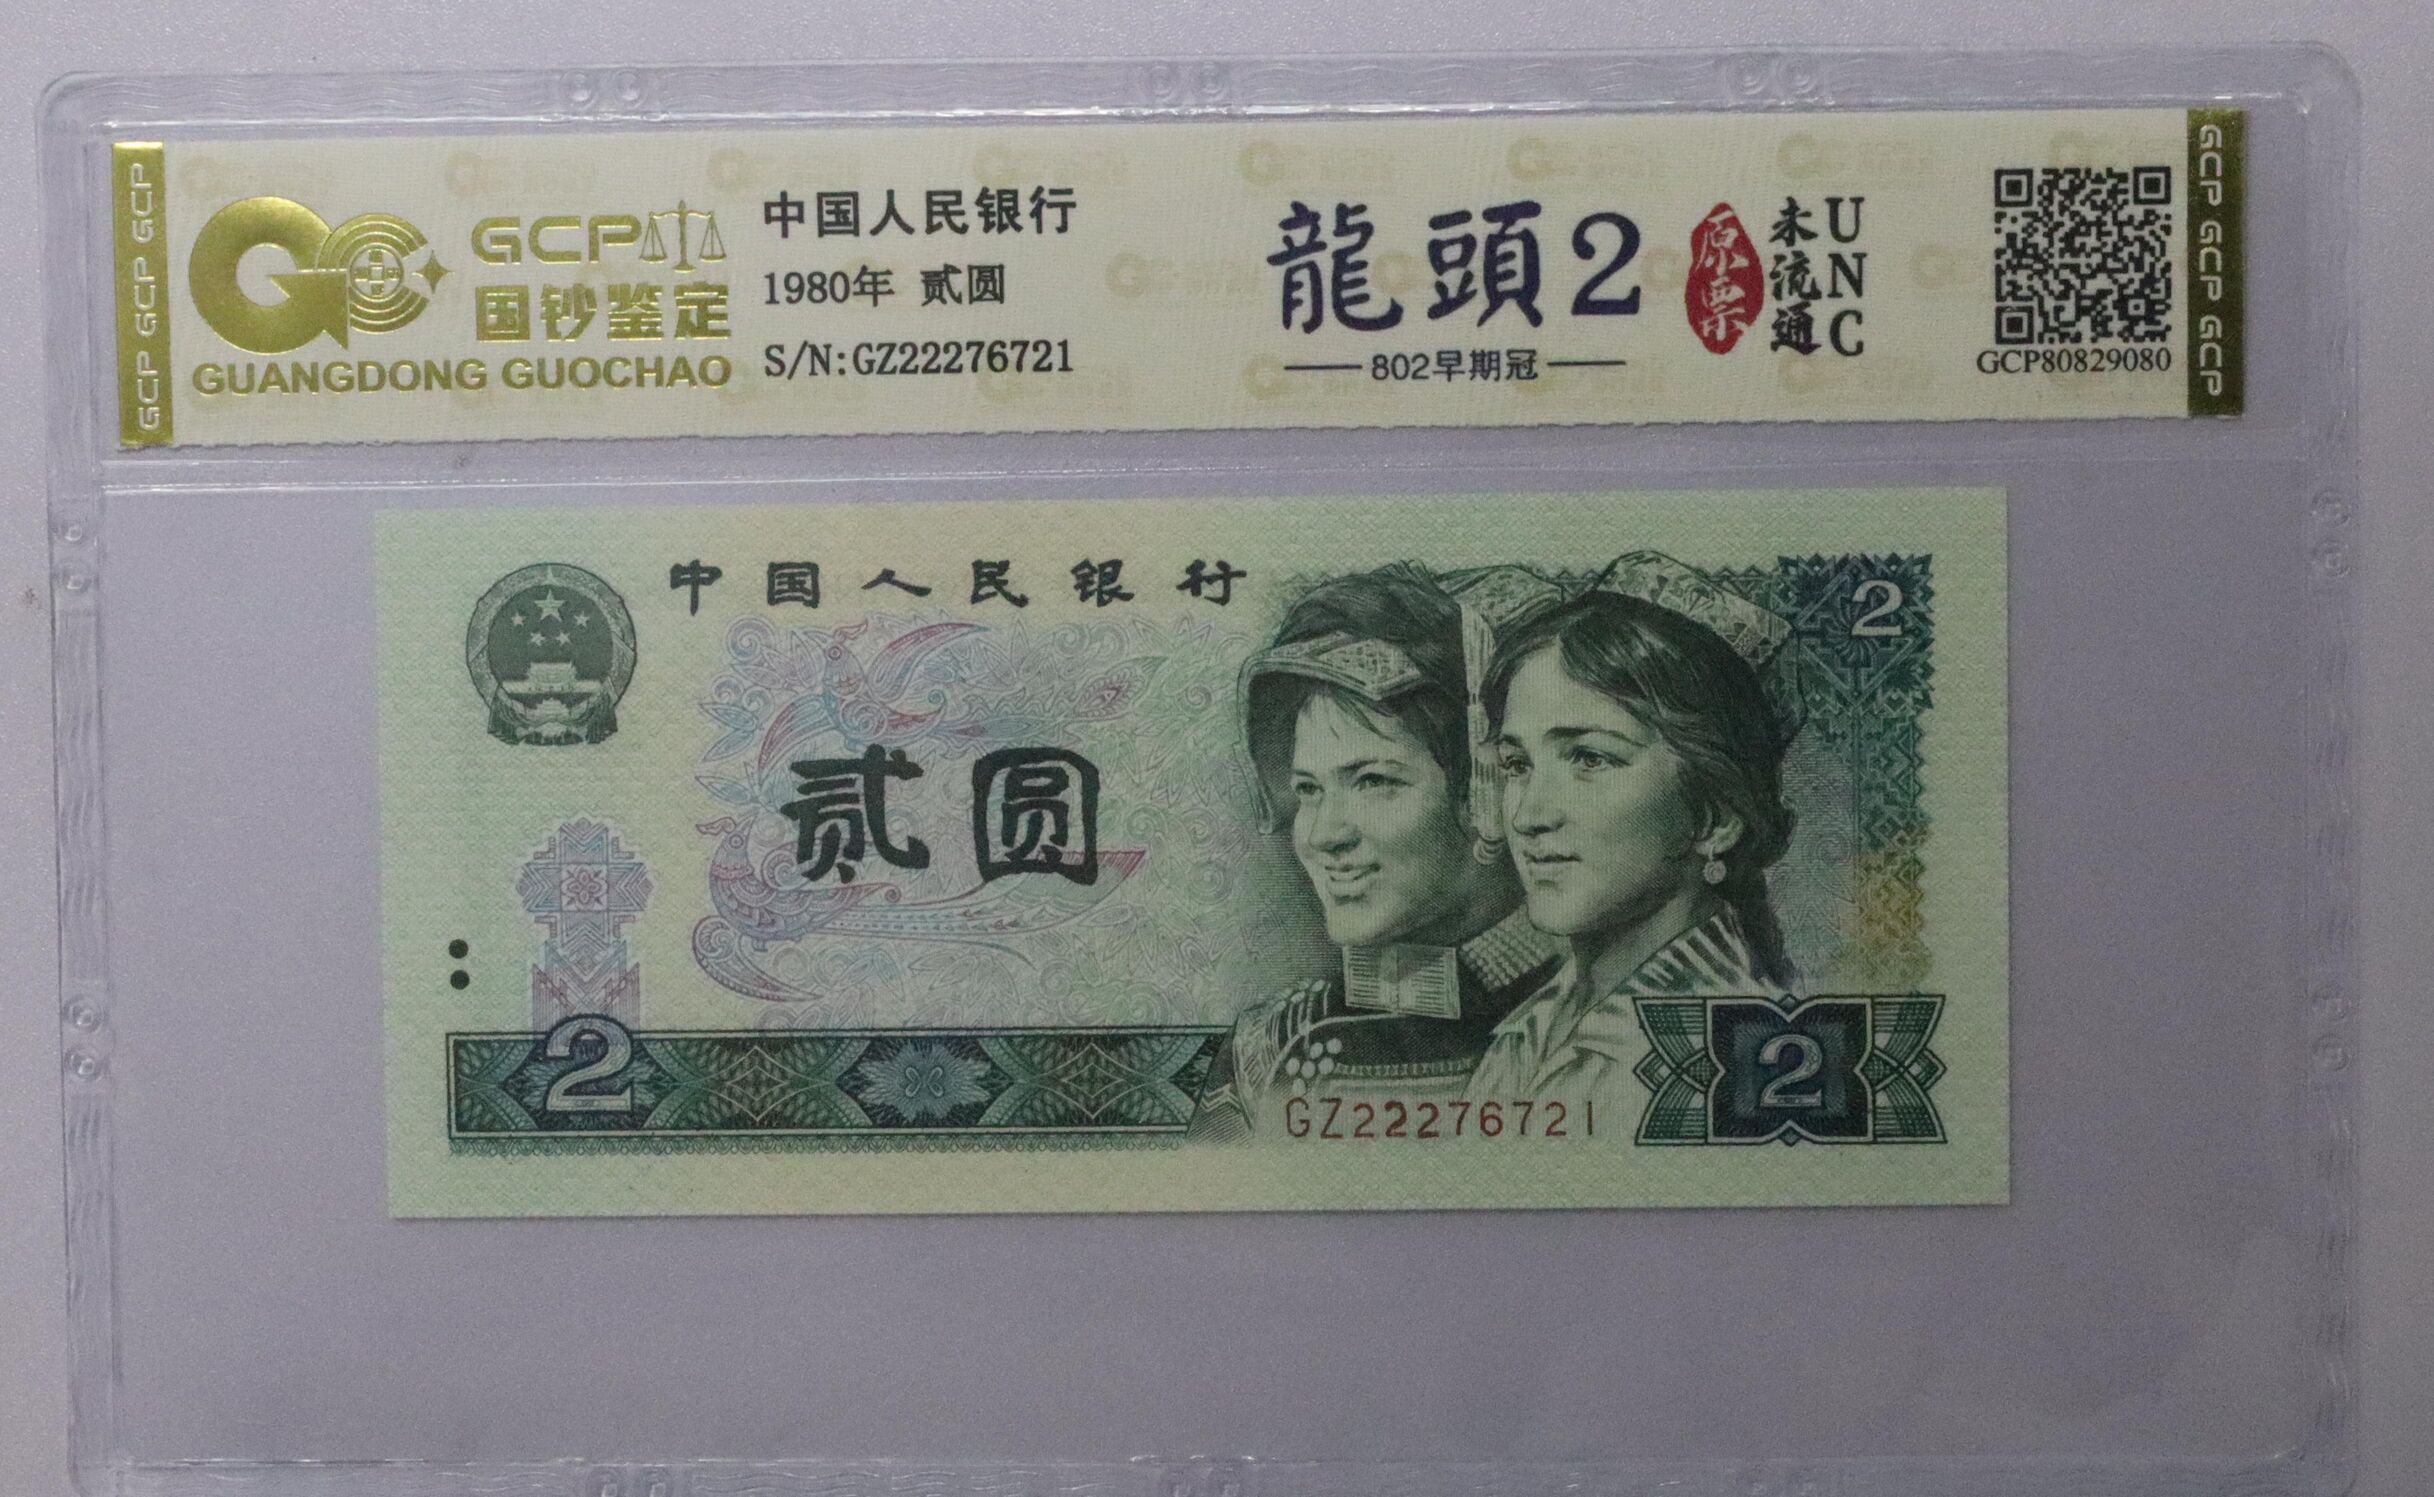 GCP GCP GCP
GCP
国钞鉴定
GUANGDONG GUOCHAO
中国人民银行
1980年 贰圆
S/N:GZ22276721
龍頭2
802早期冠
原票
未流通
UNC
GCP80829080
GCP GCP GCP
中国人民银行
2
贰圆
2
2
GZ22276721